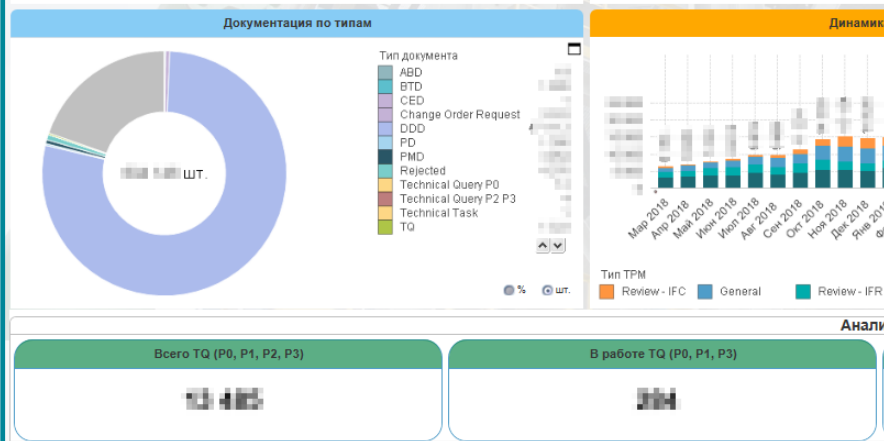 Документация по типам
Динамик
Тип документа
ABD
BTD
CED
Change Order Request
DDD
PD
PMD
Rejected
Technical Query P0
Technical Query P2 P3
Technical Task
TQ
шт.
%
шт.
Мар 2018
Апр 2018
Май 2018
Июн 2018
Июл 2018
Авг 2018
Сен 2018
Окт 2018
Ноя 2018
Дек 2018
Тип ТРМ
Review - IFC
General
Review - IFR
Анали
Всего TQ (P0, P1, P2, P3)
В работе TQ (P0, P1, P3)